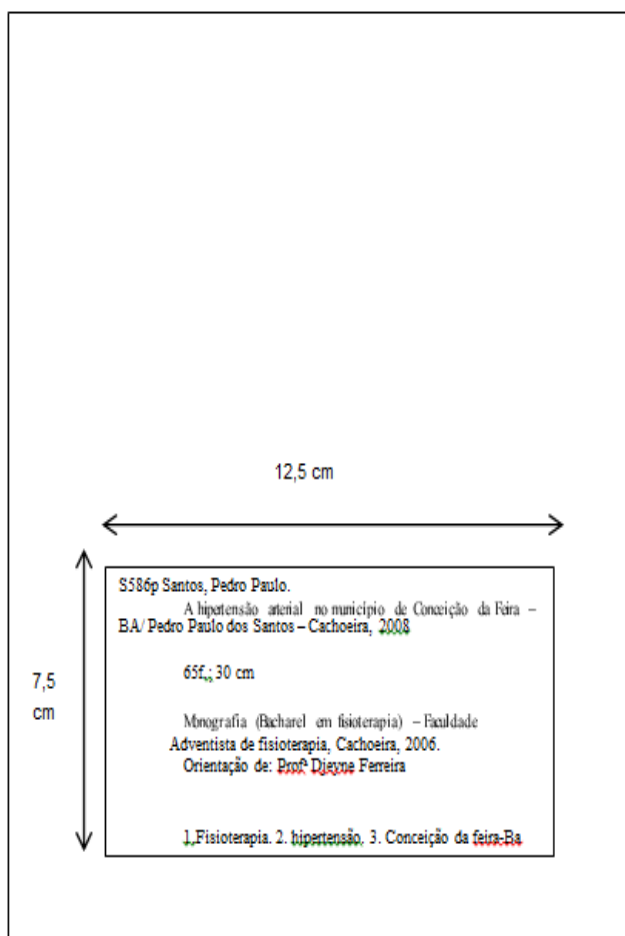 12,5 cm
S586p Santos, Pedro Paulo.
A hipertensão arterial no município de Conceição da Feira –
BA/ Pedro Paulo dos Santos – Cachoeira, 2008
7,5
cm
65f,; 30 cm
Monografia (Bacharel em fisioterapia) – Faculdade
Adventista de fisioterapia, Cachoeira, 2006.
Orientação de: Profª Djeyne Ferreira
1,Fisioterapia. 2. hipertensão, 3. Conceição da feira-Ba